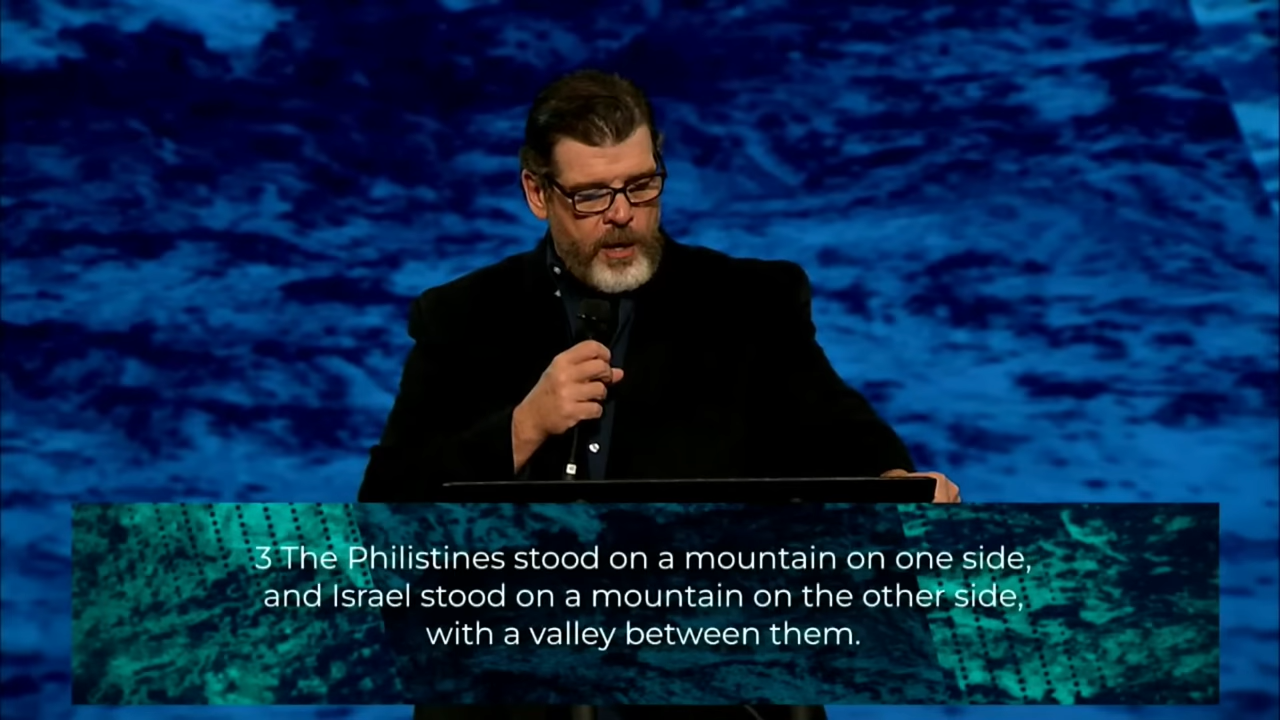 3 The Philistines stood on a mountain on one side,
and Israel stood on a mountain on the other side,
with a valley between them.